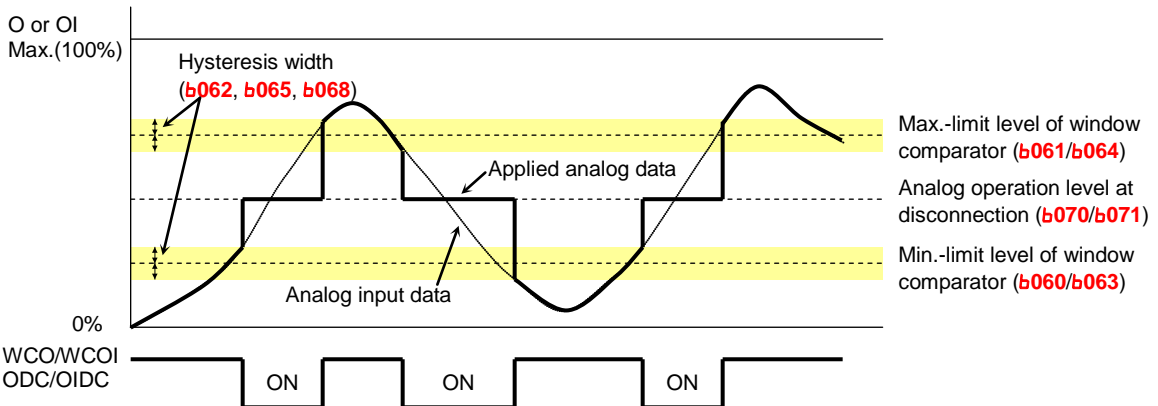 O or OI
Max.(100%)
Hysteresis width
(b062, b065, b068)
Max.-limit level of window
comparator (b061/b064)
Applied analog data
Analog operation level at
disconnection (b070/b071)
Min.-limit level of window
comparator (b060/b063)
Analog input data
0%
WCO/WCOI
ODC/OIDC
ON
ON
ON